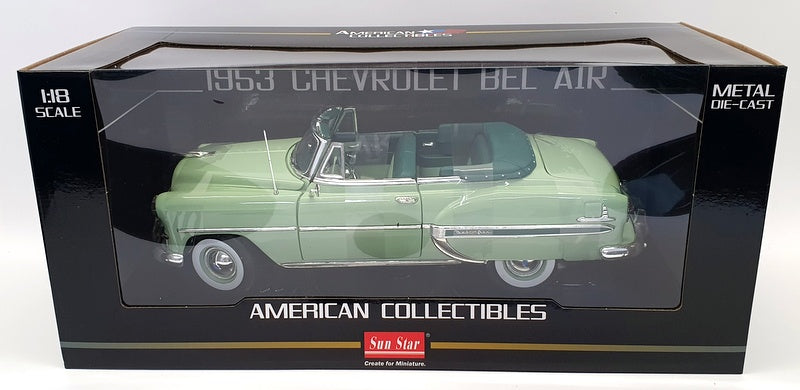 AMERICAN
COLLECTIBLES
1953 CHEVROLET BEL AIR
1:18
SCALE
METAL
DIE-CAST
AMERICAN COLLECTIBLES
Sun Star®
Create for Miniature.